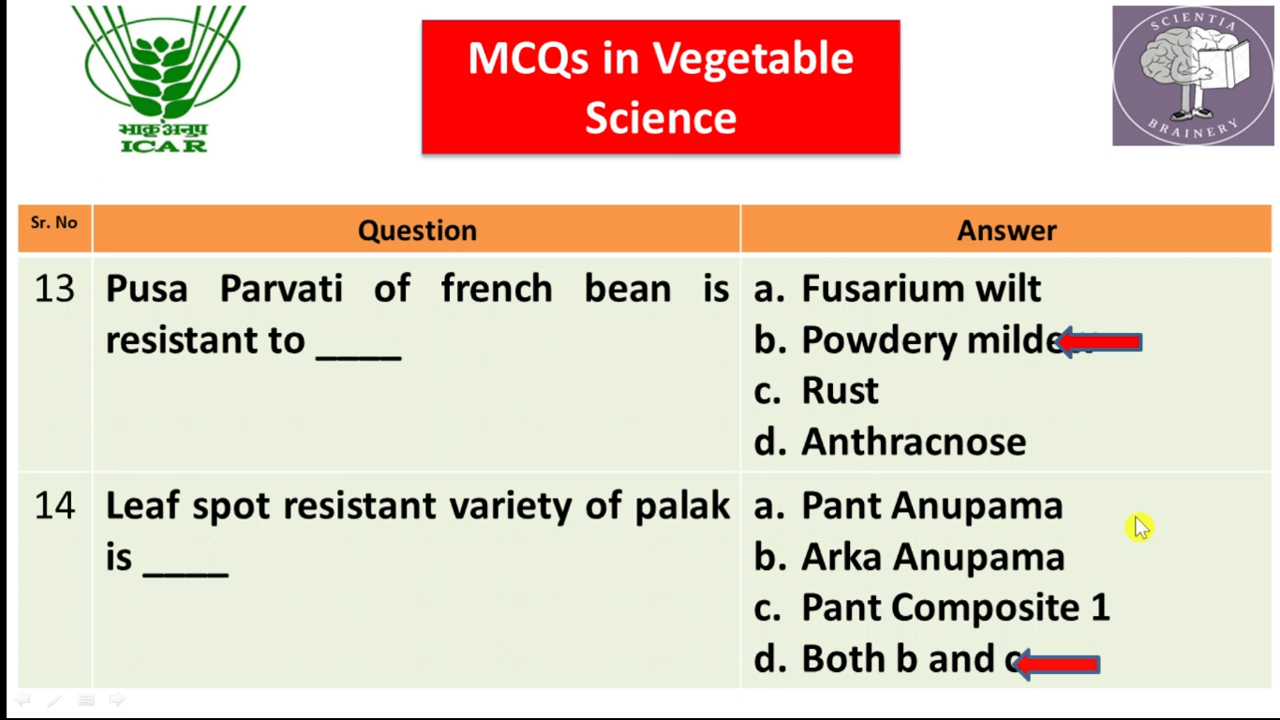 MCQs in Vegetable
Science
भाकृअनुप
ICAR
SCIENTIA
BRAINERY
Sr. No Question Answer
13 Pusa Parvati of french bean is
resistant to ____
a. Fusarium wilt
b. Powdery mildew
c. Rust
d. Anthracnose
14 Leaf spot resistant variety of palak
is ____
a. Pant Anupama
b. Arka Anupama
c. Pant Composite 1
d. Both b and c